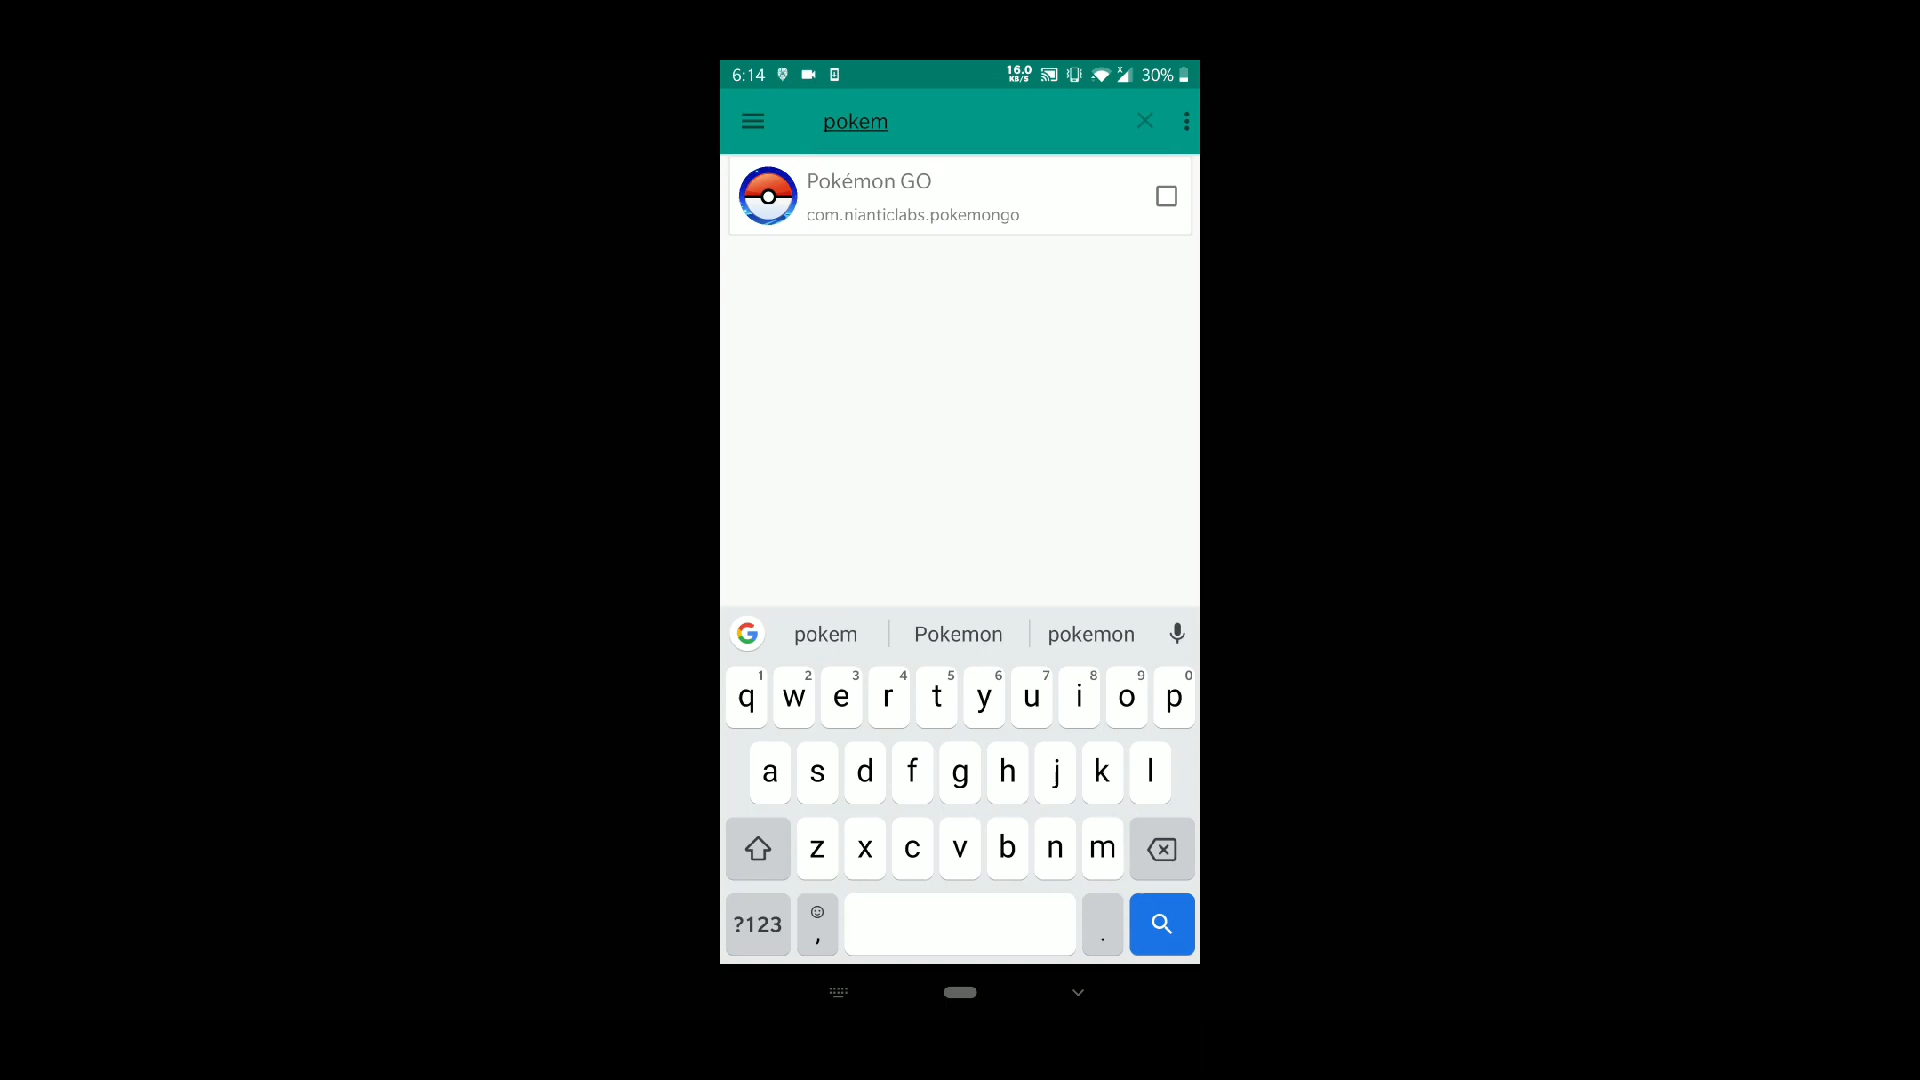 6:14 16.0 KB/S 30%
pokem
Pokémon GO
com.nianticlabs.pokemongo
G pokem Pokemon pokemon
1 2 3 4 5 6 7 8 9 0
q w e r t y u i o p
a s d f g h j k l
z x c v b n m
?123 , .